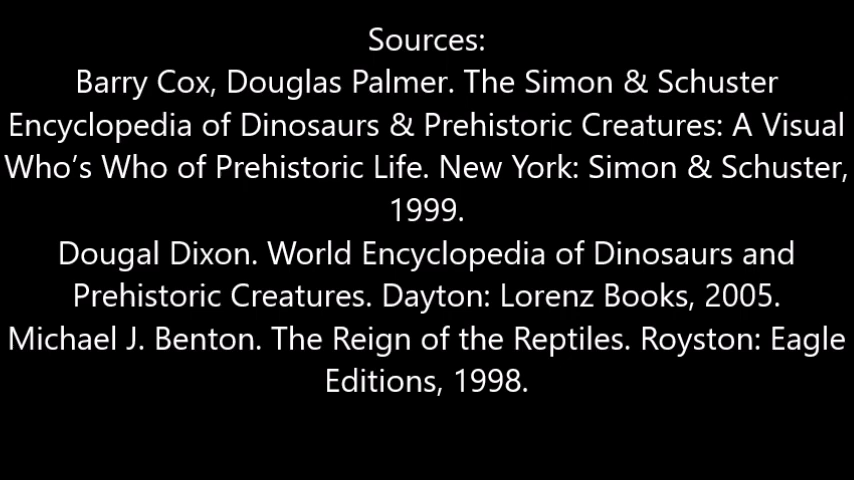 Sources:
Barry Cox, Douglas Palmer. The Simon & Schuster
Encyclopedia of Dinosaurs & Prehistoric Creatures: A Visual
Who’s Who of Prehistoric Life. New York: Simon & Schuster,
1999.
Dougal Dixon. World Encyclopedia of Dinosaurs and
Prehistoric Creatures. Dayton: Lorenz Books, 2005.
Michael J. Benton. The Reign of the Reptiles. Royston: Eagle
Editions, 1998.